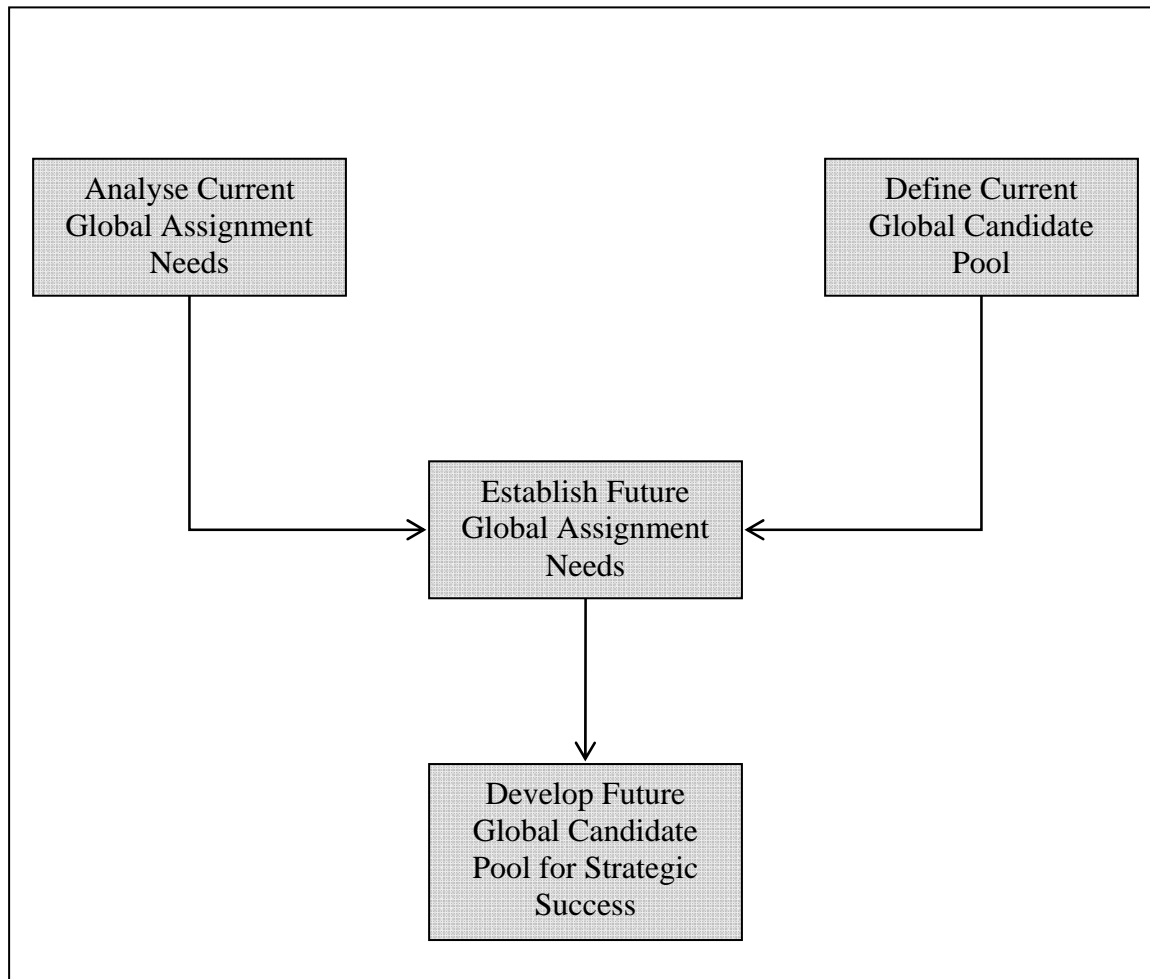 Analyse Current
Global Assignment
Needs
Define Current
Global Candidate
Pool
Establish Future
Global Assignment
Needs
Develop Future
Global Candidate
Pool for Strategic
Success